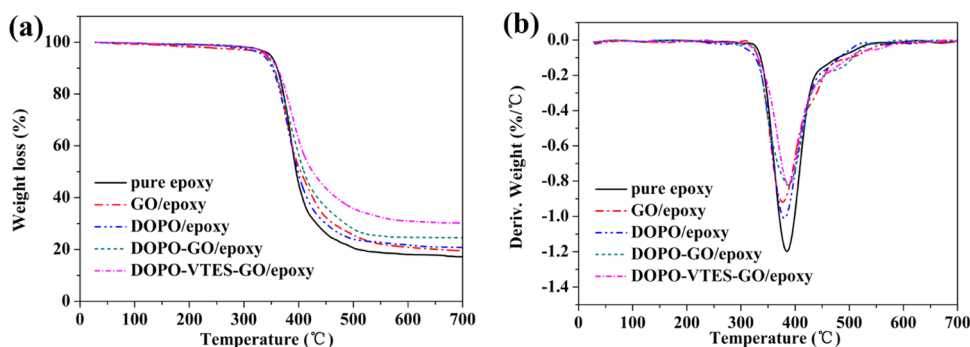 (a)
100
80
60
40
20
0
Weight loss (%)
pure epoxy
GO/epoxy
DOPO/epoxy
DOPO-GO/epoxy
DOPO-VTES-GO/epoxy
0 100 200 300 400 500 600 700
Temperature (℃)
(b)
0.0
-0.2
-0.4
-0.6
-0.8
-1.0
-1.2
-1.4
Deriv. Weight (%/℃)
pure epoxy
GO/epoxy
DOPO/epoxy
DOPO-GO/epoxy
DOPO-VTES-GO/epoxy
0 100 200 300 400 500 600 700
Temperature (℃)